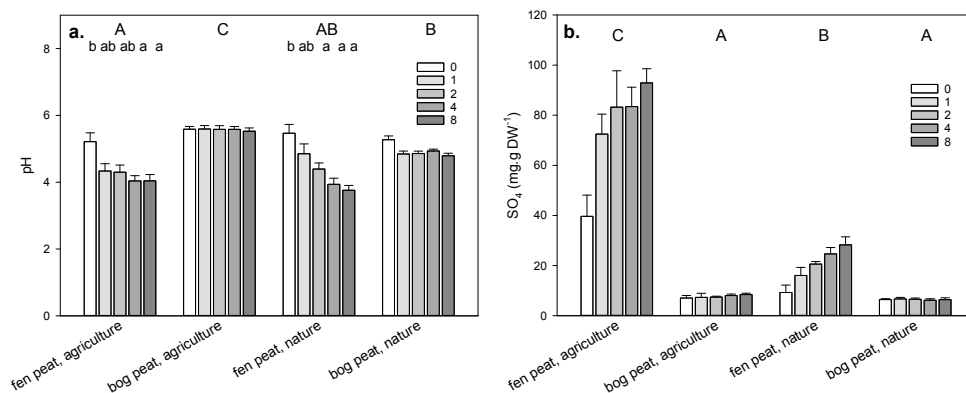 a.
A C AB B
b ab ab a a b ab a a a
8
6
4
2
0
pH
0
1
2
4
8
fen peat, agriculture
bog peat, agriculture
fen peat, nature
bog peat, nature
b.
C A B A
120
100
80
60
40
20
0
SO4 (mg.g DW-1)
0
1
2
4
8
fen peat, agriculture
bog peat, agriculture
fen peat, nature
bog peat, nature